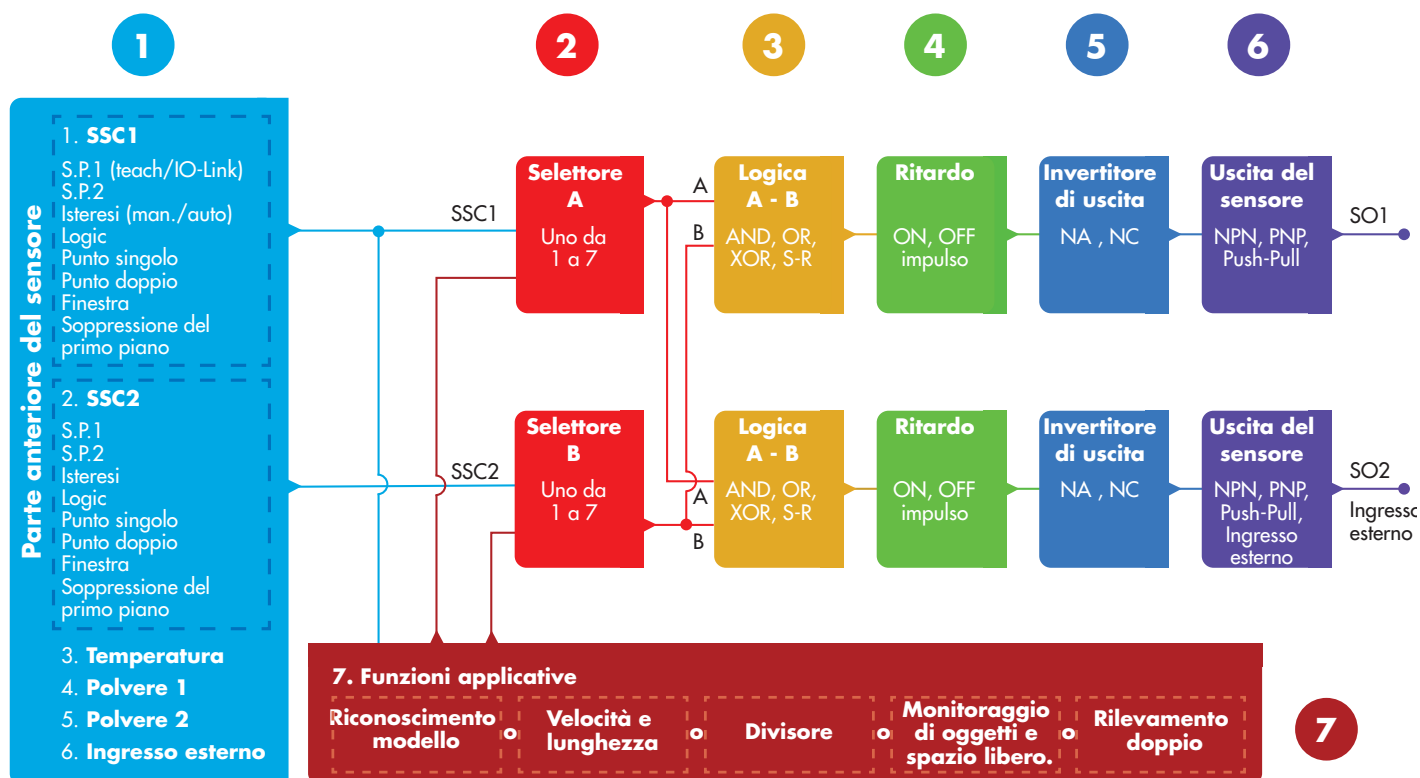 1
2
3
4
5
6
Parte anteriore del sensore
1. SSC1
S.P.1 (teach/IO-Link)
S.P.2
Isteresi (man./auto)
Logic
Punto singolo
Punto doppio
Finestra
Soppressione del
primo piano
2. SSC2
S.P.1
S.P.2
Isteresi
Logic
Punto singolo
Punto doppio
Finestra
Soppressione del
primo piano
3. Temperatura
4. Polvere 1
5. Polvere 2
6. Ingresso esterno
SSC1
Selettore
A
Uno da
1 a 7
A
B
Logica
A - B
AND, OR,
XOR, S-R
Ritardo
ON, OFF
impulso
Invertitore
di uscita
NA , NC
Uscita del
sensore
NPN, PNP,
Push-Pull
SO1
SSC2
Selettore
B
Uno da
1 a 7
A
B
Logica
A - B
AND, OR,
XOR, S-R
Ritardo
ON, OFF
impulso
Invertitore
di uscita
NA , NC
Uscita del
sensore
NPN, PNP,
Push-Pull,
Ingresso
esterno
SO2
Ingresso
esterno
7. Funzioni applicative
Riconoscimento
modello
o
Velocità e
lunghezza
o
Divisore
o
Monitoraggio
di oggetti e
spazio libero.
o
Rilevamento
doppio
7